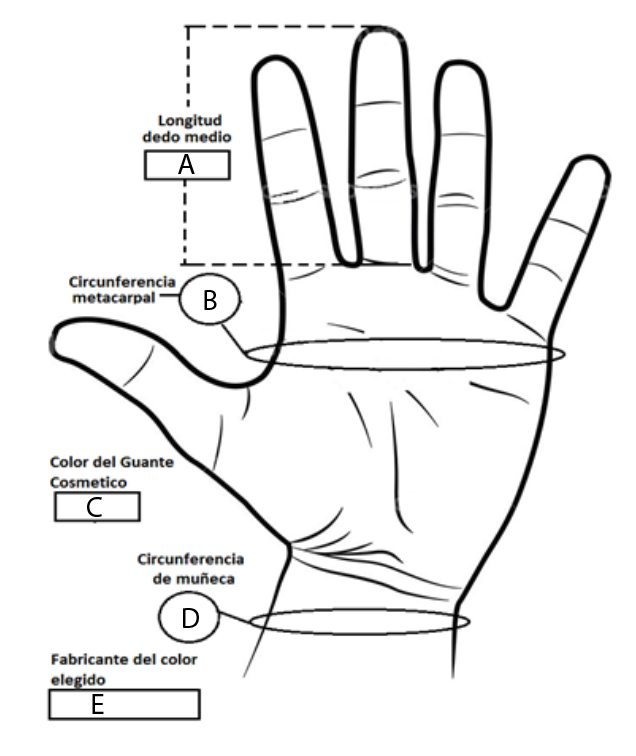 Longitud
dedo medio
A
Circunferencia
metacarpal
B
Color del Guante
Cosmetico
C
Circunferencia
de muñeca
D
Fabricante del color
elegido
E